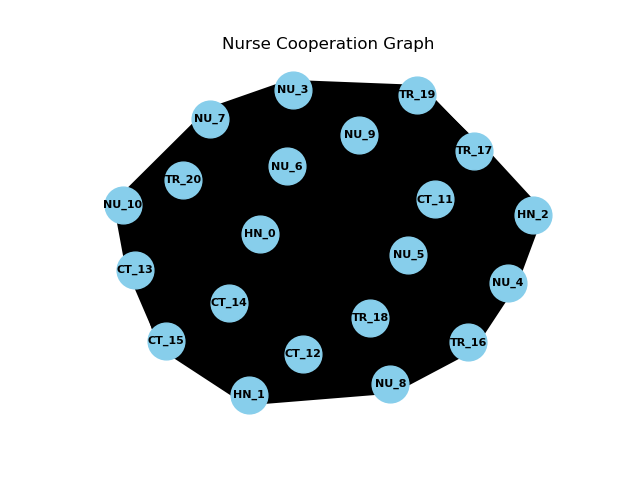 Nurse Cooperation Graph
NU_3
TR_19
NU_7
NU_9
TR_17
NU_6
TR_20
CT_11
NU_10
HN_2
HN_0
NU_5
CT_13
NU_4
CT_14
TR_18
CT_15
TR_16
CT_12
NU_8
HN_1